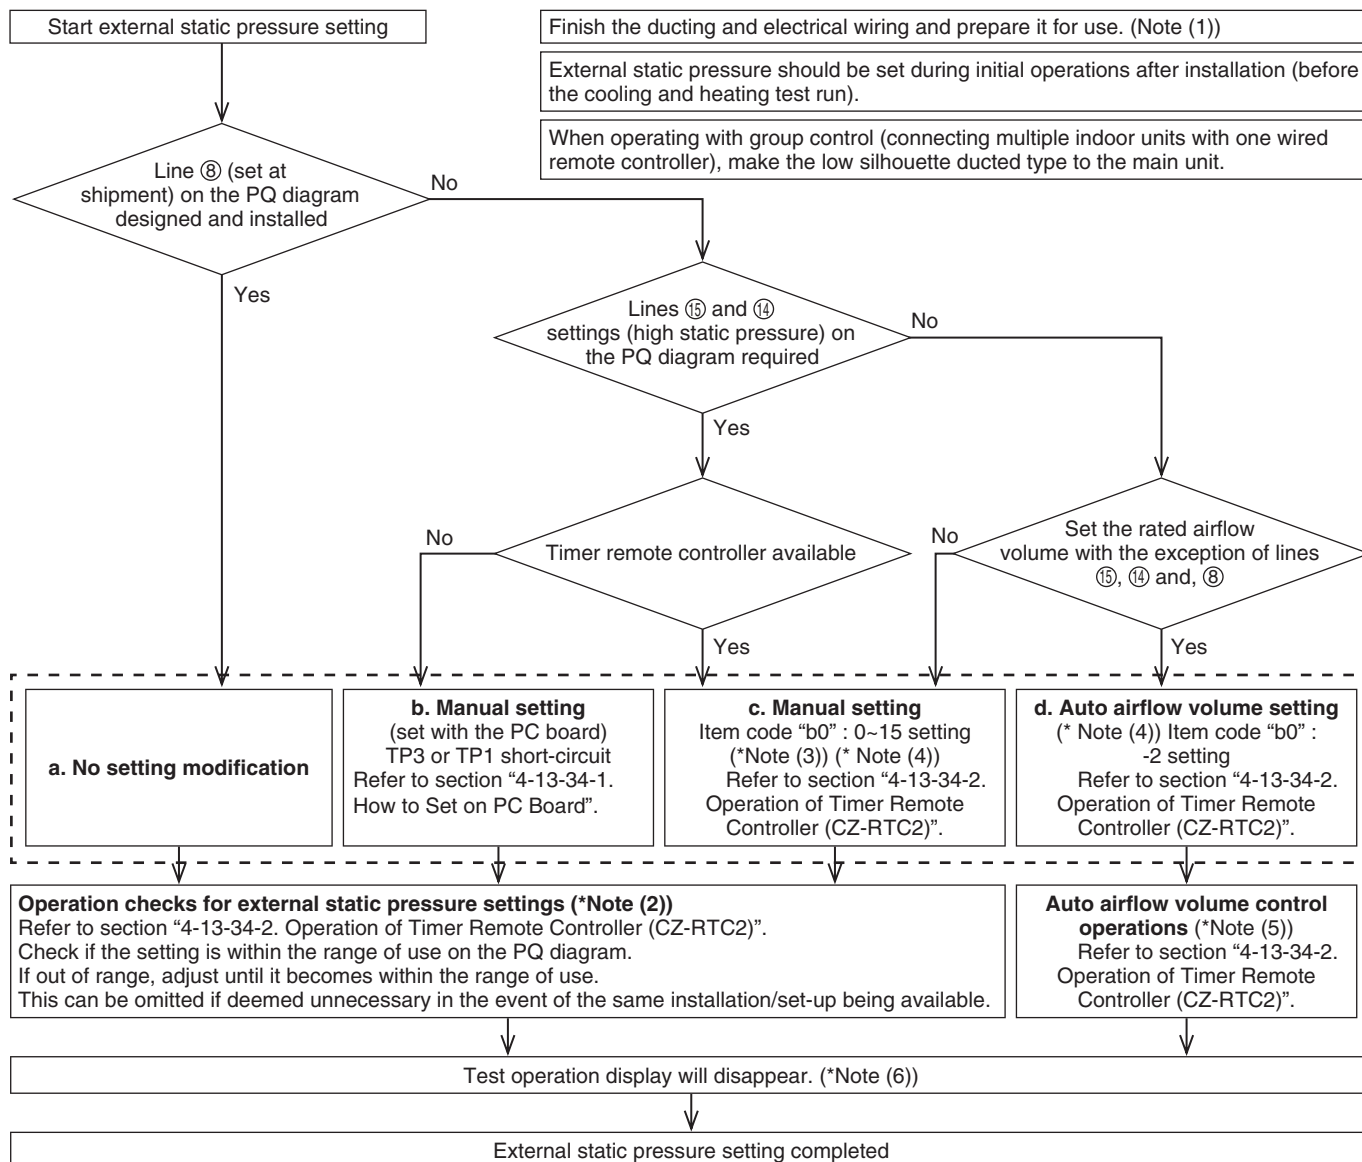 Start external static pressure setting
Finish the ducting and electrical wiring and prepare it for use. (Note (1))
External static pressure should be set during initial operations after installation (before
the cooling and heating test run).
When operating with group control (connecting multiple indoor units with one wired
remote controller), make the low silhouette ducted type to the main unit.
Line ⑧ (set at
shipment) on the PQ diagram
designed and installed
No
Yes
Lines ⑮ and ⑭
settings (high static pressure) on
the PQ diagram required
No
Yes
Timer remote controller available
No
Yes
Set the rated airflow
volume with the exception of lines
⑮, ⑭ and, ⑧
No
Yes
a. No setting modification
b. Manual setting
(set with the PC board)
TP3 or TP1 short-circuit
Refer to section “4-13-34-1.
How to Set on PC Board”.
c. Manual setting
Item code “b0” : 0~15 setting
(*Note (3)) (* Note (4))
Refer to section “4-13-34-2.
Operation of Timer Remote
Controller (CZ-RTC2)”.
d. Auto airflow volume setting
(* Note (4)) Item code “b0” :
-2 setting
Refer to section “4-13-34-2.
Operation of Timer Remote
Controller (CZ-RTC2)”.
Operation checks for external static pressure settings (*Note (2))
Refer to section “4-13-34-2. Operation of Timer Remote Controller (CZ-RTC2)”.
Check if the setting is within the range of use on the PQ diagram.
If out of range, adjust until it becomes within the range of use.
This can be omitted if deemed unnecessary in the event of the same installation/set-up being available.
Auto airflow volume control
operations (*Note (5))
Refer to section “4-13-34-2.
Operation of Timer Remote
Controller (CZ-RTC2)”.
Test operation display will disappear. (*Note (6))
External static pressure setting completed